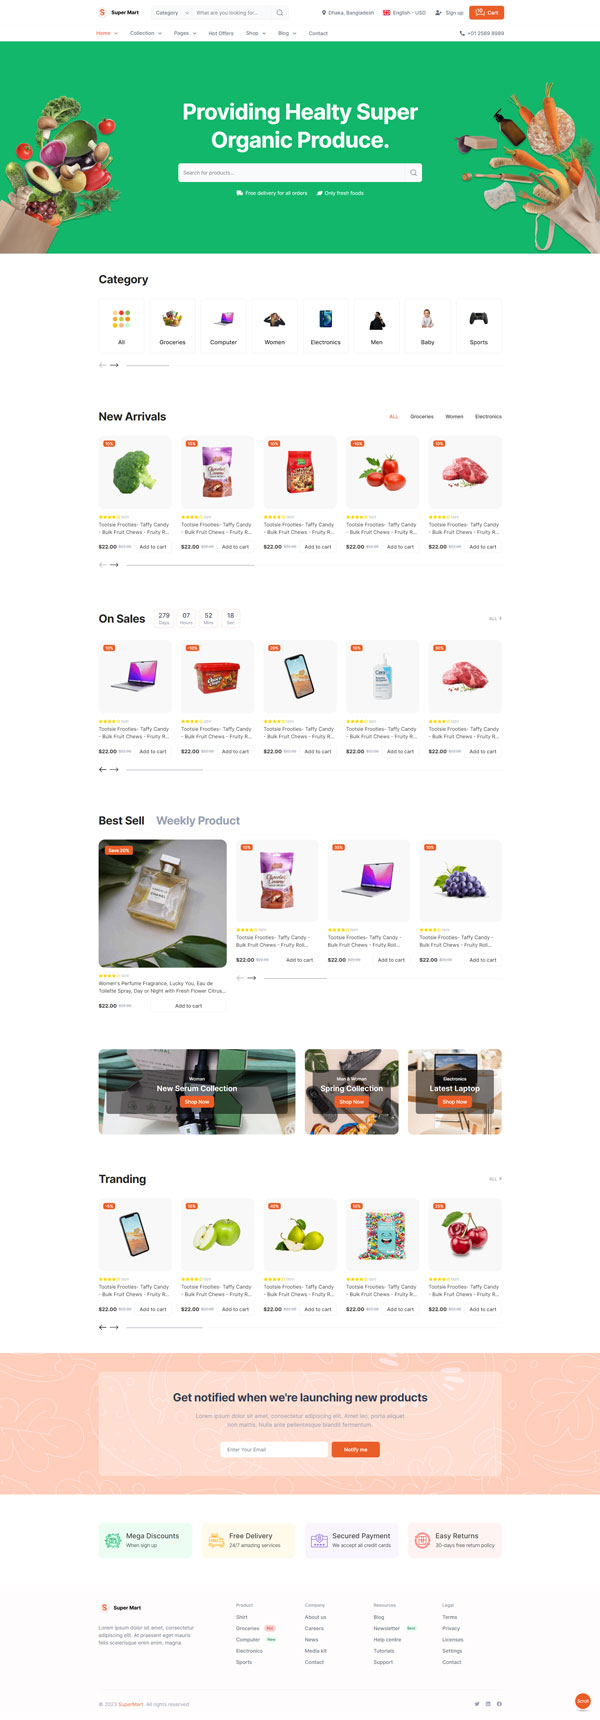 S Super Mart
Category What are you looking for...
Dhaka, Bangladesh English - USD Sign up Cart
Home Collection Pages Hot Offers Shop Blog Contact
+01 2569 8999
Providing Healty Super
Organic Produce.
Search for products...
Free delivery for all orders Only fresh foods
Category
All Groceries Computer Women Electronics Men Baby Sports
New Arrivals
ALL Groceries Women Electronics
10% 15% 10% -10% 10%
Tootsie Frooties- Taffy Candy Tootsie Frooties- Taffy Candy Tootsie Frooties- Taffy Candy Tootsie Frooties- Taffy Candy Tootsie Frooties- Taffy Candy
- Bulk Fruit Chews - Fruity R... - Bulk Fruit Chews - Fruity R... - Bulk Fruit Chews - Fruity R... - Bulk Fruit Chews - Fruity R... - Bulk Fruit Chews - Fruity R...
$22.00 Add to cart $22.00 Add to cart $22.00 Add to cart $22.00 Add to cart $22.00 Add to cart
On Sales
279 07 52 18
Days Hours Mins Sec
ALL
Tootsie Frooties- Taffy Candy Tootsie Frooties- Taffy Candy Tootsie Frooties- Taffy Candy Tootsie Frooties- Taffy Candy Tootsie Frooties- Taffy Candy
- Bulk Fruit Chews - Fruity R... - Bulk Fruit Chews - Fruity R... - Bulk Fruit Chews - Fruity R... - Bulk Fruit Chews - Fruity R... - Bulk Fruit Chews - Fruity R...
$22.00 Add to cart $22.00 Add to cart $22.00 Add to cart $22.00 Add to cart $22.00 Add to cart
Best Sell Weekly Product
Save 20%
Women's Perfume Fragrance, Lucky You, Eau de
Toilette Spray, Day or Night with Fresh Flower Citrus...
$22.00 Add to cart
Tootsie Frooties- Taffy Candy - Tootsie Frooties- Taffy Candy - Tootsie Frooties- Taffy Candy -
Bulk Fruit Chews - Fruity Roll... Bulk Fruit Chews - Fruity Roll... Bulk Fruit Chews - Fruity Roll...
$22.00 Add to cart $22.00 Add to cart $22.00 Add to cart
Woman
New Serum Collection
Shop Now
Man & Woman
Spring Collection
Shop Now
Electronics
Latest Laptop
Shop Now
Tranding
ALL
Tootsie Frooties- Taffy Candy Tootsie Frooties- Taffy Candy Tootsie Frooties- Taffy Candy Tootsie Frooties- Taffy Candy Tootsie Frooties- Taffy Candy
- Bulk Fruit Chews - Fruity R... - Bulk Fruit Chews - Fruity R... - Bulk Fruit Chews - Fruity R... - Bulk Fruit Chews - Fruity R... - Bulk Fruit Chews - Fruity R...
$22.00 Add to cart $22.00 Add to cart $22.00 Add to cart $22.00 Add to cart $22.00 Add to cart
Get notified when we're launching new products
Lorem ipsum dolor sit amet, consectetur adipiscing elit. Amet leo, porta aliquet
non mattis. Nulla ante pellentesque blandit fermentum.
Enter Your Email Notify me
Mega Discounts
When sign up
Free Delivery
24/7 amazing services
Secured Payment
We accept all credit cards
Easy Returns
30-days free return policy
S Super Mart
Lorem ipsum dolor sit amet, consectetur
adipiscing elit. At praesent eget mauris
felis scelerisque enim enim, magna.
Product
Shirt
Groceries Hot
Computer New
Electronics
Sports
Company
About us
Careers
News
Media kit
Contact
Resources
Blog
Newsletter Best
Help centre
Tutorials
Support
Legal
Terms
Privacy
Licenses
Settings
Contact
© 2023 SuperMart. All rights reserved
Scroll